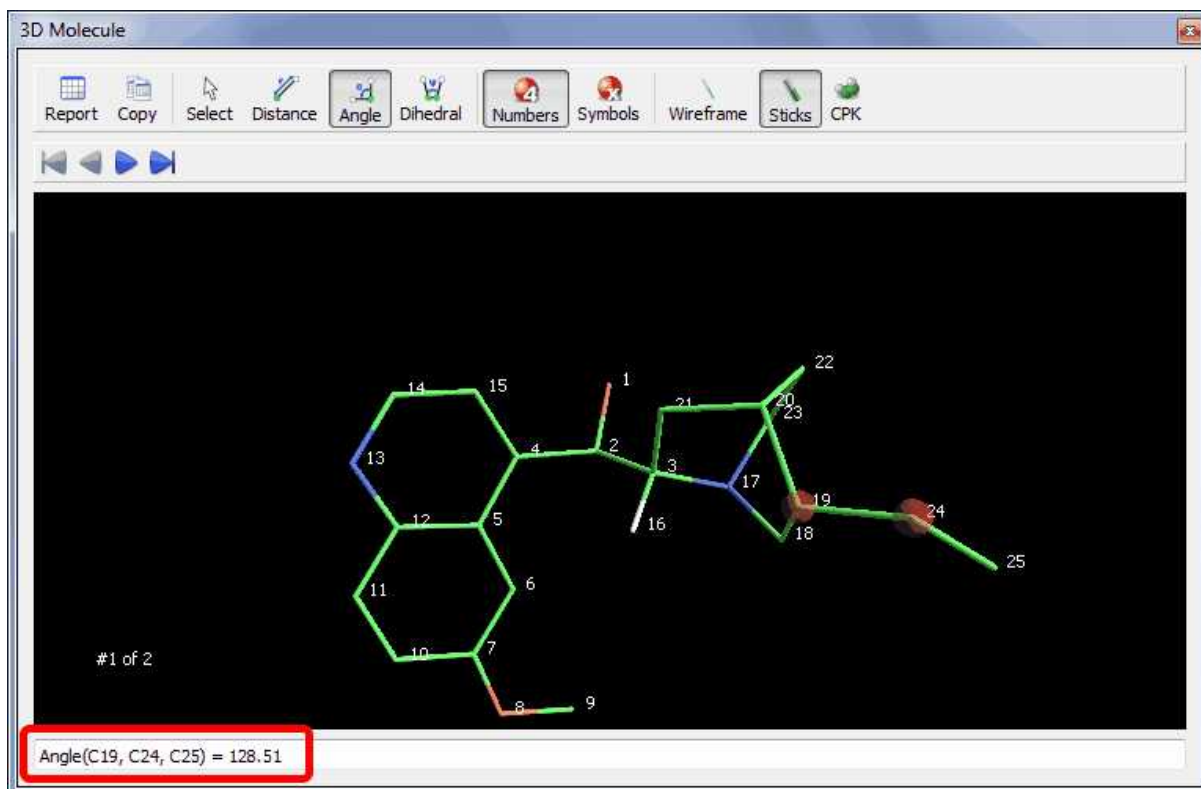 3D Molecule
Report Copy Select Distance Angle Dihedral Numbers Symbols Wireframe Sticks CPK
22
1
14 15 21 20
23
2
4
13 3 17
19
24
12 5 16
18
25
6
11
7
10
#1 of 2
9
8
Angle(C19, C24, C25) = 128.51